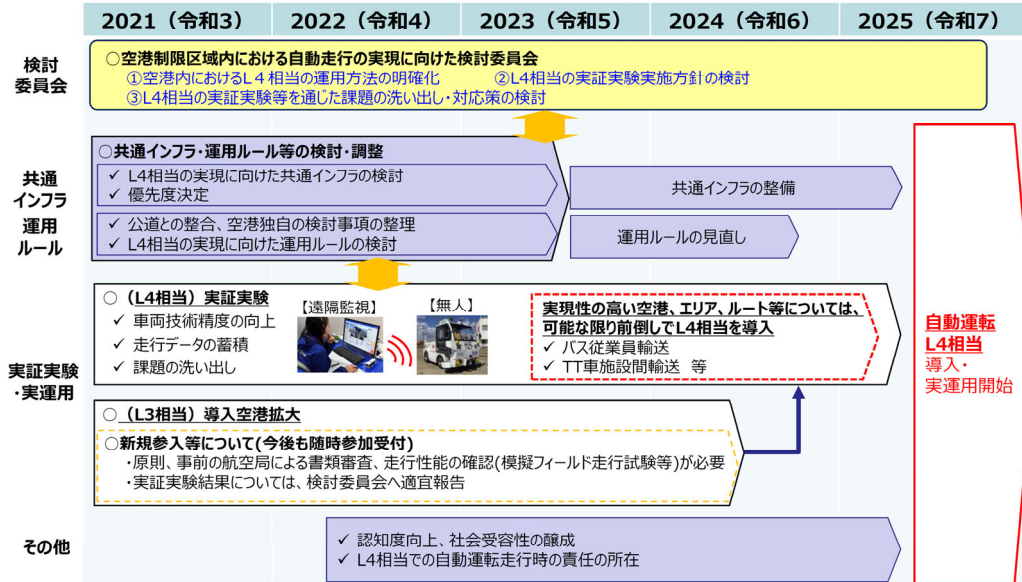 2021（令和3） 2022（令和4） 2023（令和5） 2024（令和6） 2025（令和7）
検討
委員会
○空港制限区域内における自動走行の実現に向けた検討委員会
①空港内におけるL４相当の運用方法の明確化 ②L4相当の実証実験実施方針の検討
③L4相当の実証実験等を通じた課題の洗い出し・対応策の検討
共通
インフラ
運用
ルール
○共通インフラ・運用ルール等の検討・調整
✓ L4相当の実現に向けた共通インフラの検討
✓ 優先度決定
✓ 公道との整合、空港独自の検討事項の整理
✓ L4相当の実現に向けた運用ルールの検討
共通インフラの整備
運用ルールの見直し
実証実験
・実運用
○（L4相当）実証実験
✓ 車両技術精度の向上
✓ 走行データの蓄積
✓ 課題の洗い出し
【遠隔監視】
【無人】
実現性の高い空港、エリア、ルート等については、
可能な限り前倒しでL4相当を導入
✓ バス従業員輸送
✓ TT車施設間輸送 等
○（L3相当）導入空港拡大
○新規参入等について(今後も随時参加受付)
・原則、事前の航空局による書類審査、走行性能の確認(模擬フィールド走行試験等)が必要
・実証実験結果については、検討委員会へ適宜報告
自動運転
L4相当
導入・
実運用開始
その他
✓ 認知度向上、社会受容性の醸成
✓ L4相当での自動運転走行時の責任の所在